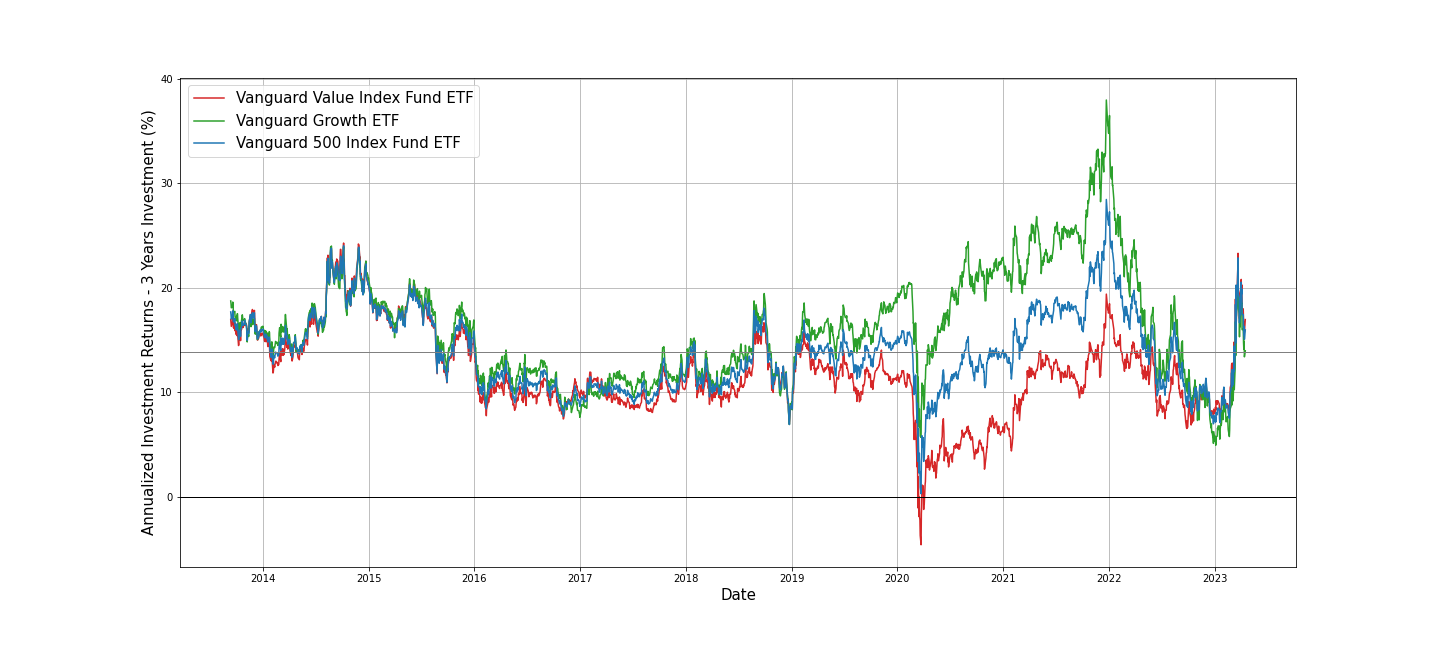 Vanguard Value Index Fund ETF
Vanguard Growth ETF
Vanguard 500 Index Fund ETF
Annualized Investment Returns - 3 Years Investment (%)
40
30
20
10
0
2014 2015 2016 2017 2018 2019 2020 2021 2022 2023
Date